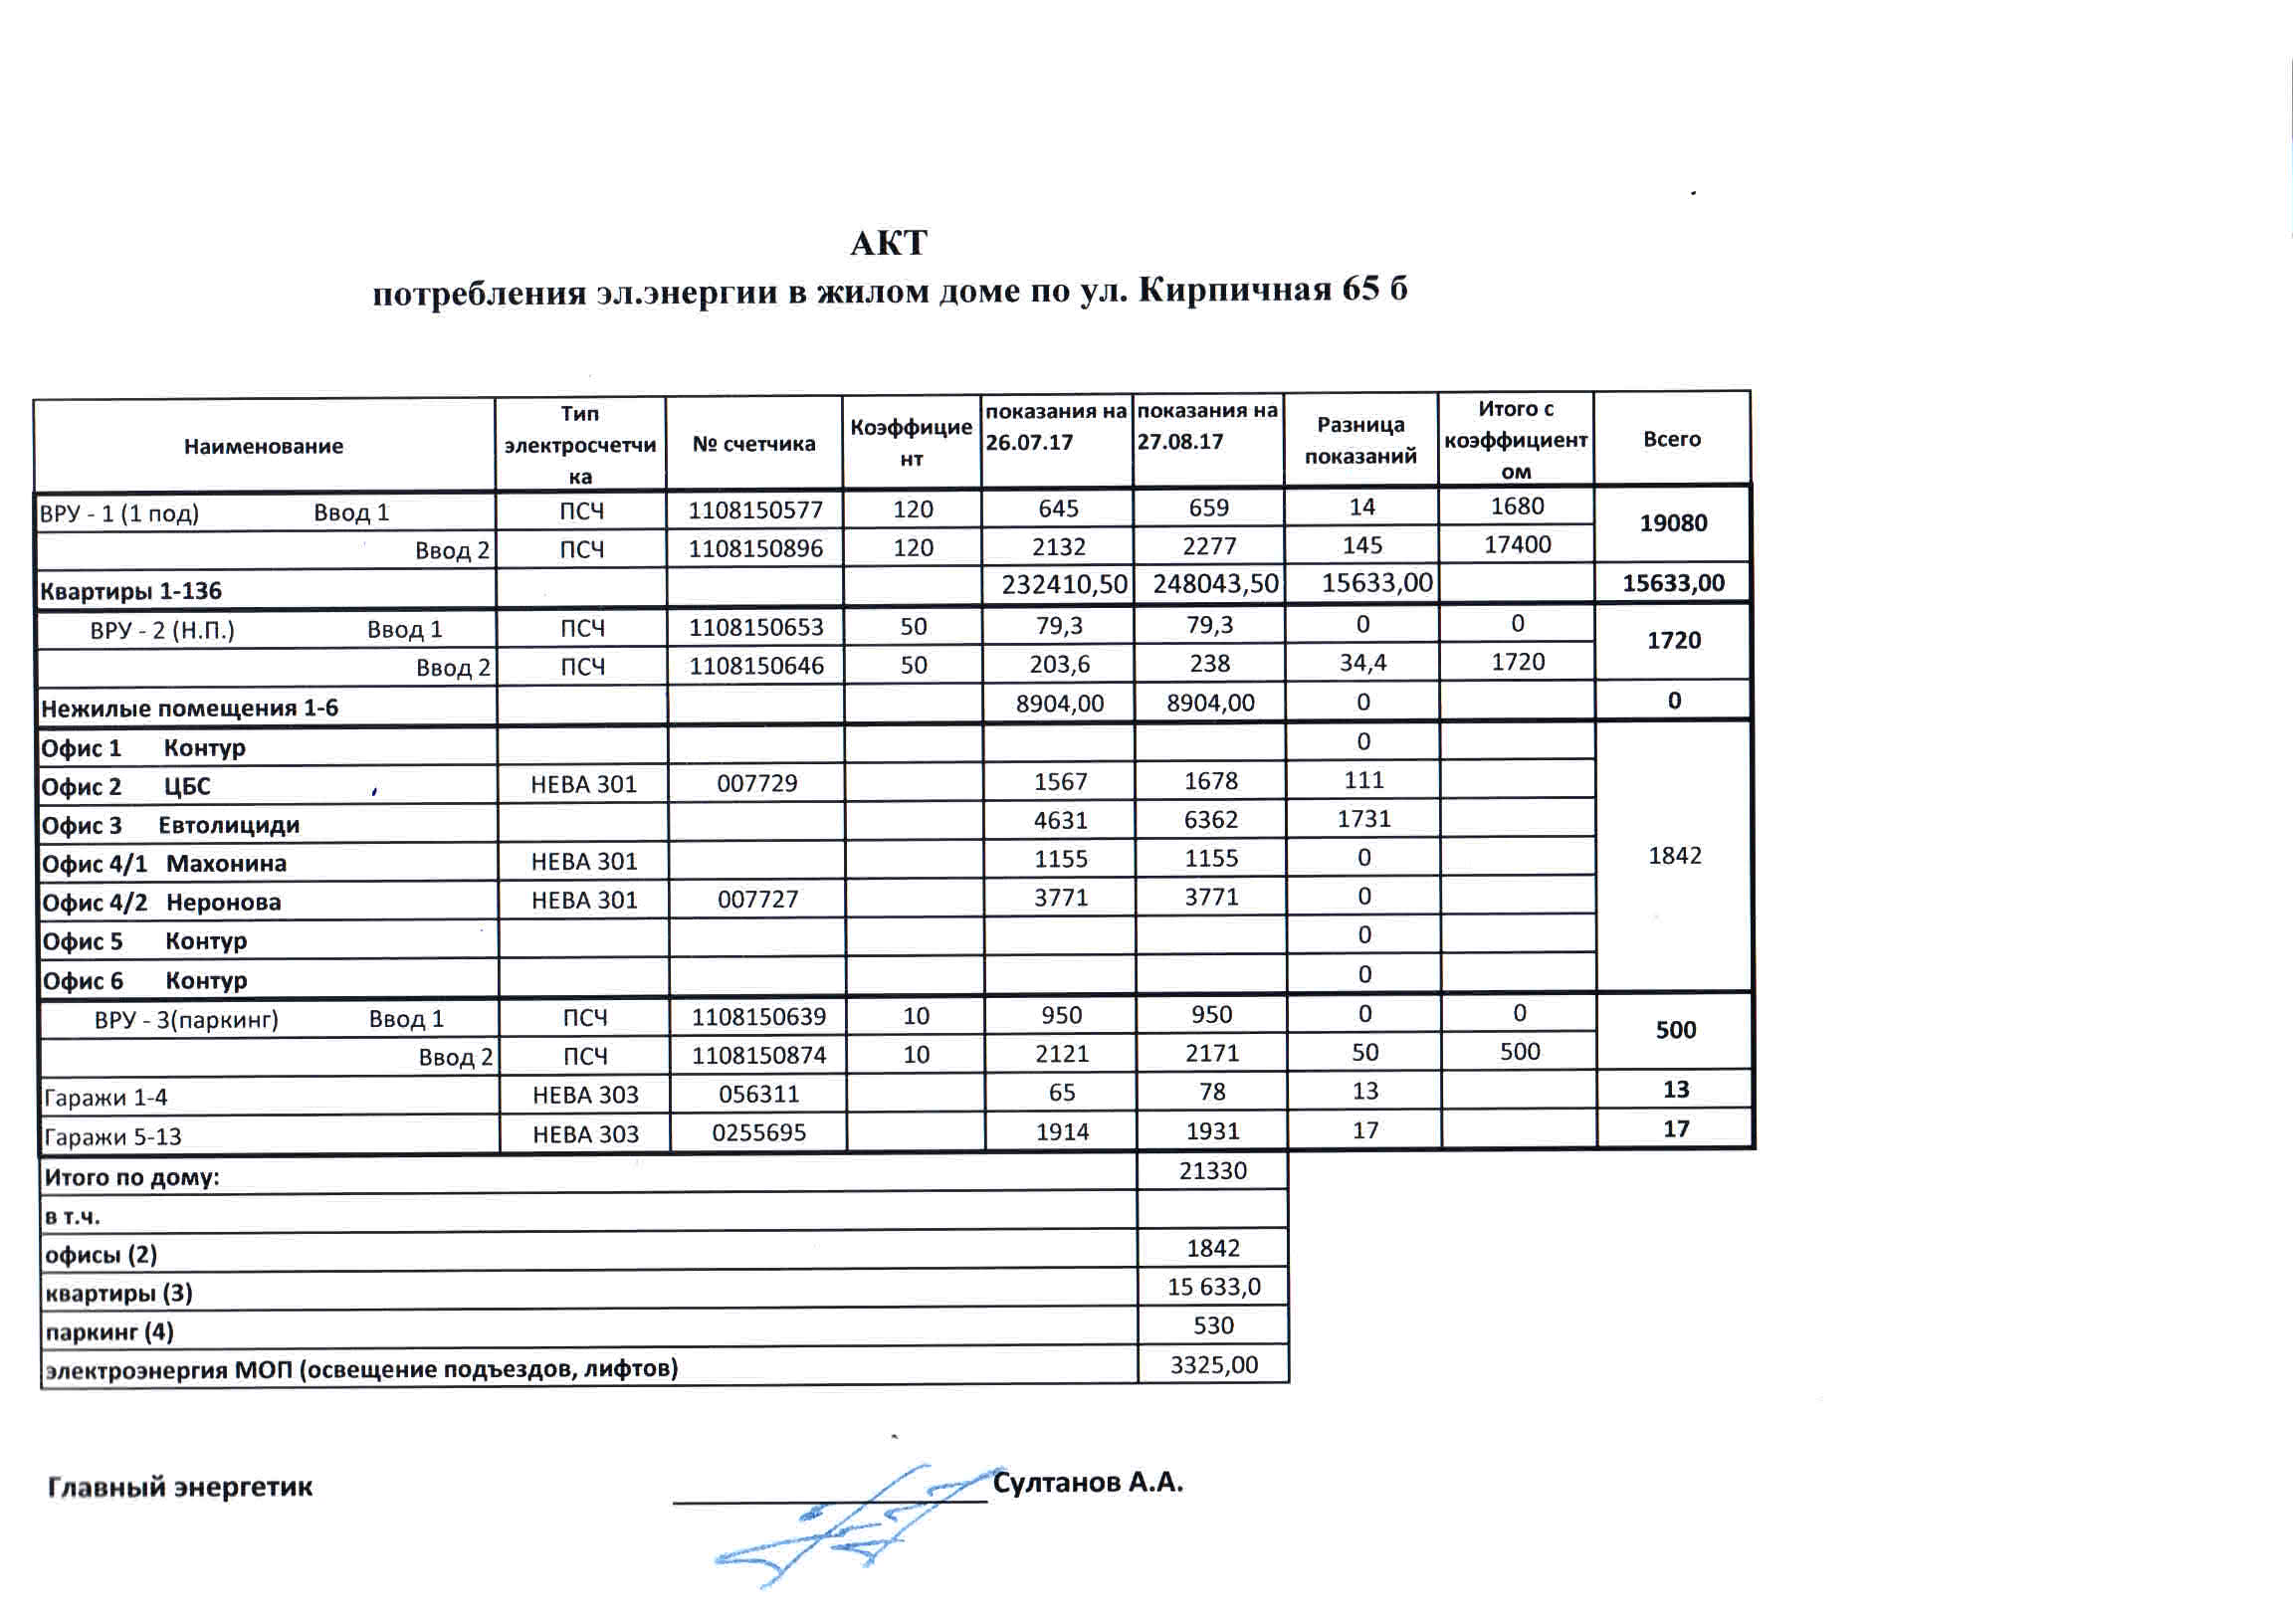 АКТ
потребления эл.энергии в жилом доме по ул. Кирпичная 65 б
Наименование Тип электросчетчика № счетчика Коэффициент показания на 26.07.17 показания на 27.08.17 Разница показаний Итого с коэффициентом Всего
ВРУ - 1 (1 под) Ввод 1 ПСЧ 1108150577 120 645 659 14 1680 19080
Ввод 2 ПСЧ 1108150896 120 2132 2277 145 17400
Квартиры 1-136 232410,50 248043,50 15633,00 15633,00
ВРУ - 2 (Н.П.) Ввод 1 ПСЧ 1108150653 50 79,3 79,3 0 0 1720
Ввод 2 ПСЧ 1108150646 50 203,6 238 34,4 1720
Нежилые помещения 1-6 8904,00 8904,00 0 0
Офис 1 Контур 0
Офис 2 ЦБС НЕВА 301 007729 1567 1678 111
Офис 3 Евтолициди 4631 6362 1731
Офис 4/1 Махонина НЕВА 301 1155 1155 0 1842
Офис 4/2 Неронова НЕВА 301 007727 3771 3771 0
Офис 5 Контур 0
Офис 6 Контур 0
ВРУ - 3(паркинг) Ввод 1 ПСЧ 1108150639 10 950 950 0 0 500
Ввод 2 ПСЧ 1108150874 10 2121 2171 50 500
Гаражи 1-4 НЕВА 303 056311 65 78 13 13
Гаражи 5-13 НЕВА 303 0255695 1914 1931 17 17
Итого по дому: 21330
в т.ч.
офисы (2) 1842
квартиры (3) 15 633,0
паркинг (4) 530
электроэнергия МОП (освещение подъездов, лифтов) 3325,00
Главный энергетик Султанов А.А.